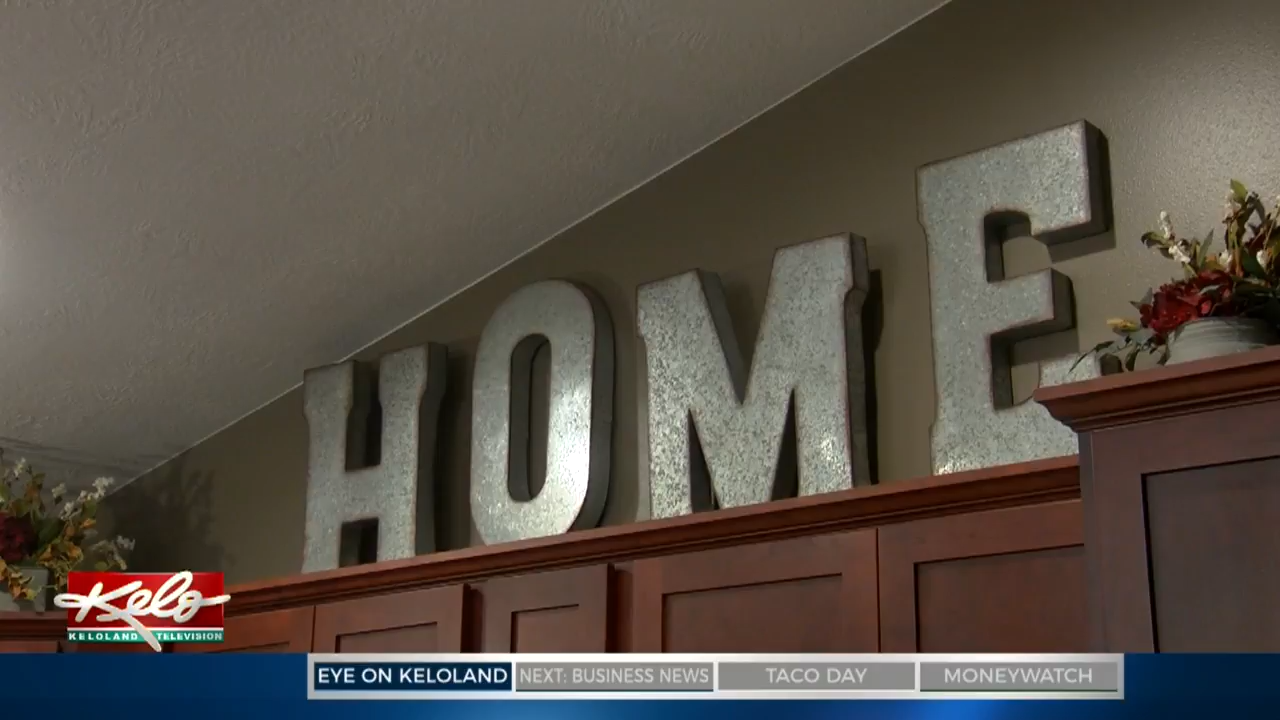 HOME
Kelo
KELOLAND TELEVISION
EYE ON KELOLAND NEXT: BUSINESS NEWS TACO DAY MONEYWATCH